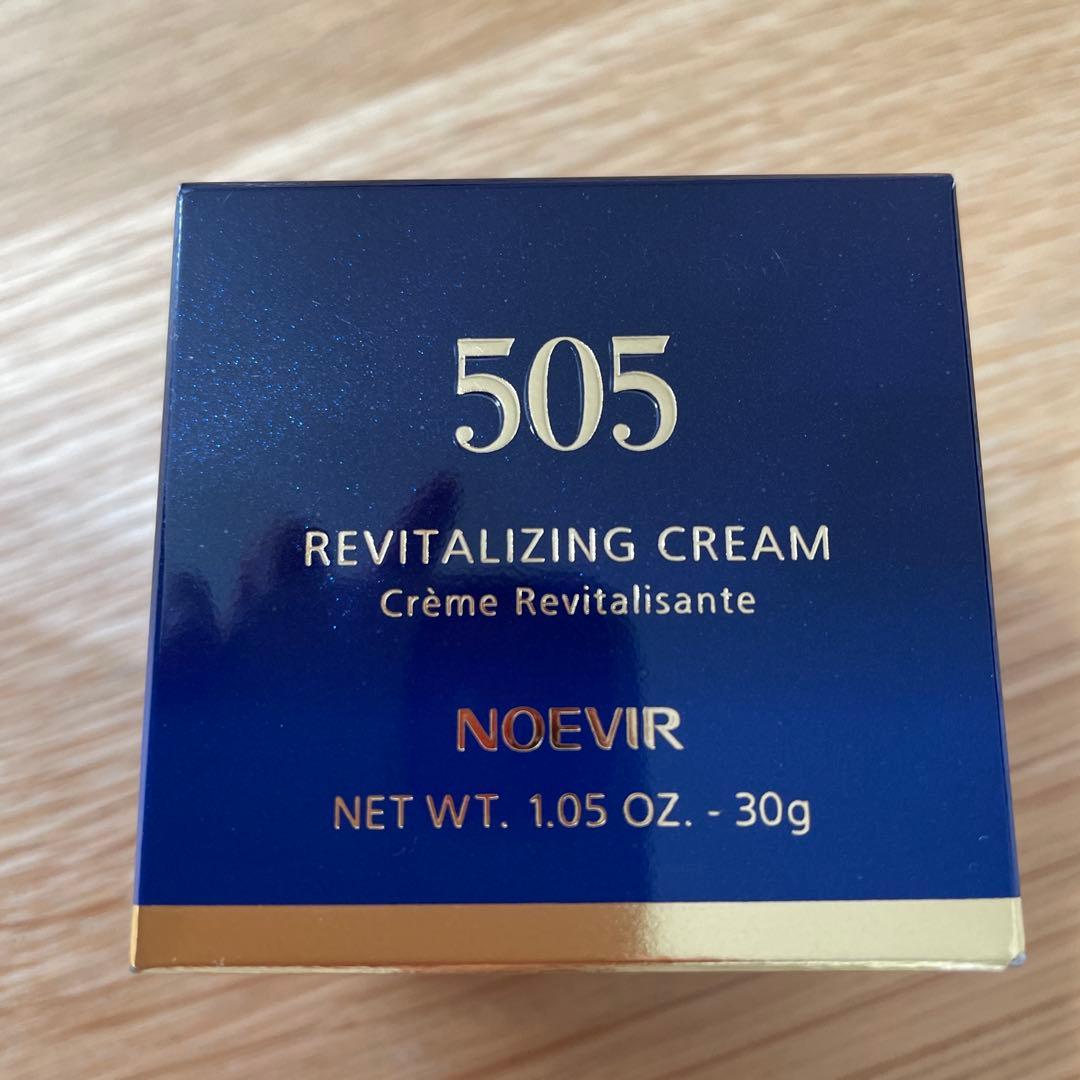 505
REVITALIZING CREAM
Crème Revitalisante
NOEVIR
NET WT. 1.05 OZ. - 30g